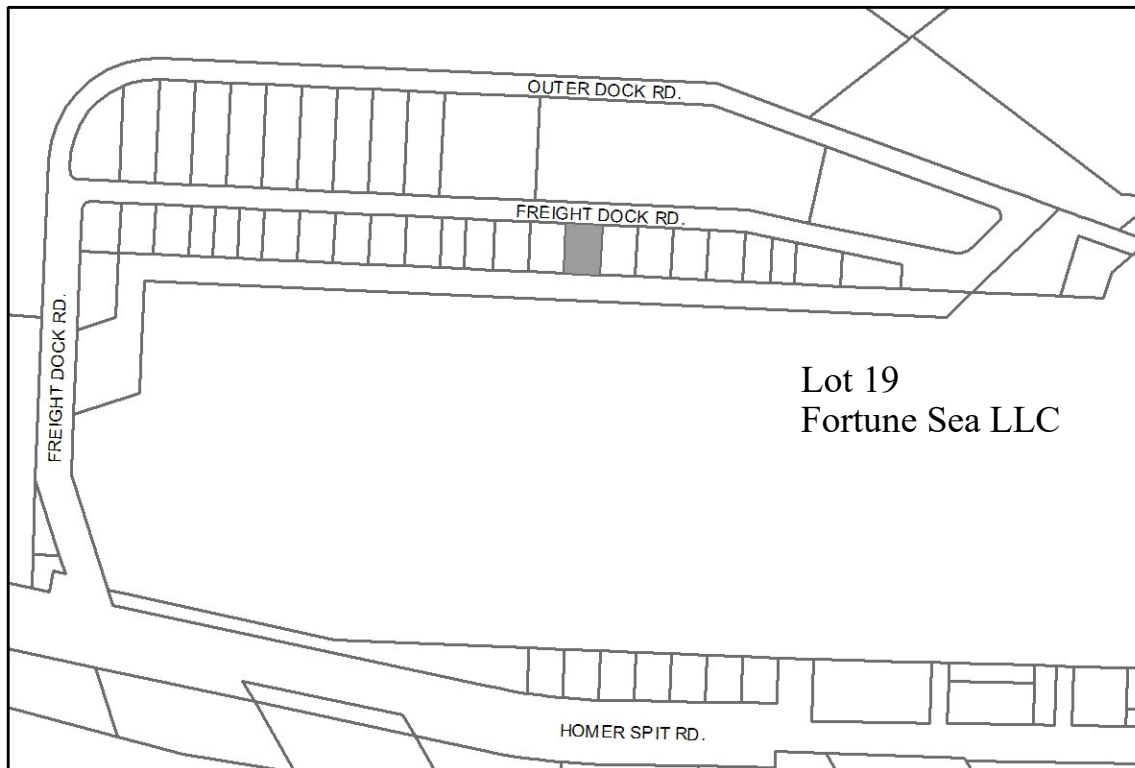 OUTER DOCK RD.
FREIGHT DOCK RD.
FREIGHT DOCK RD.
Lot 19
Fortune Sea LLC
HOMER SPIT RD.